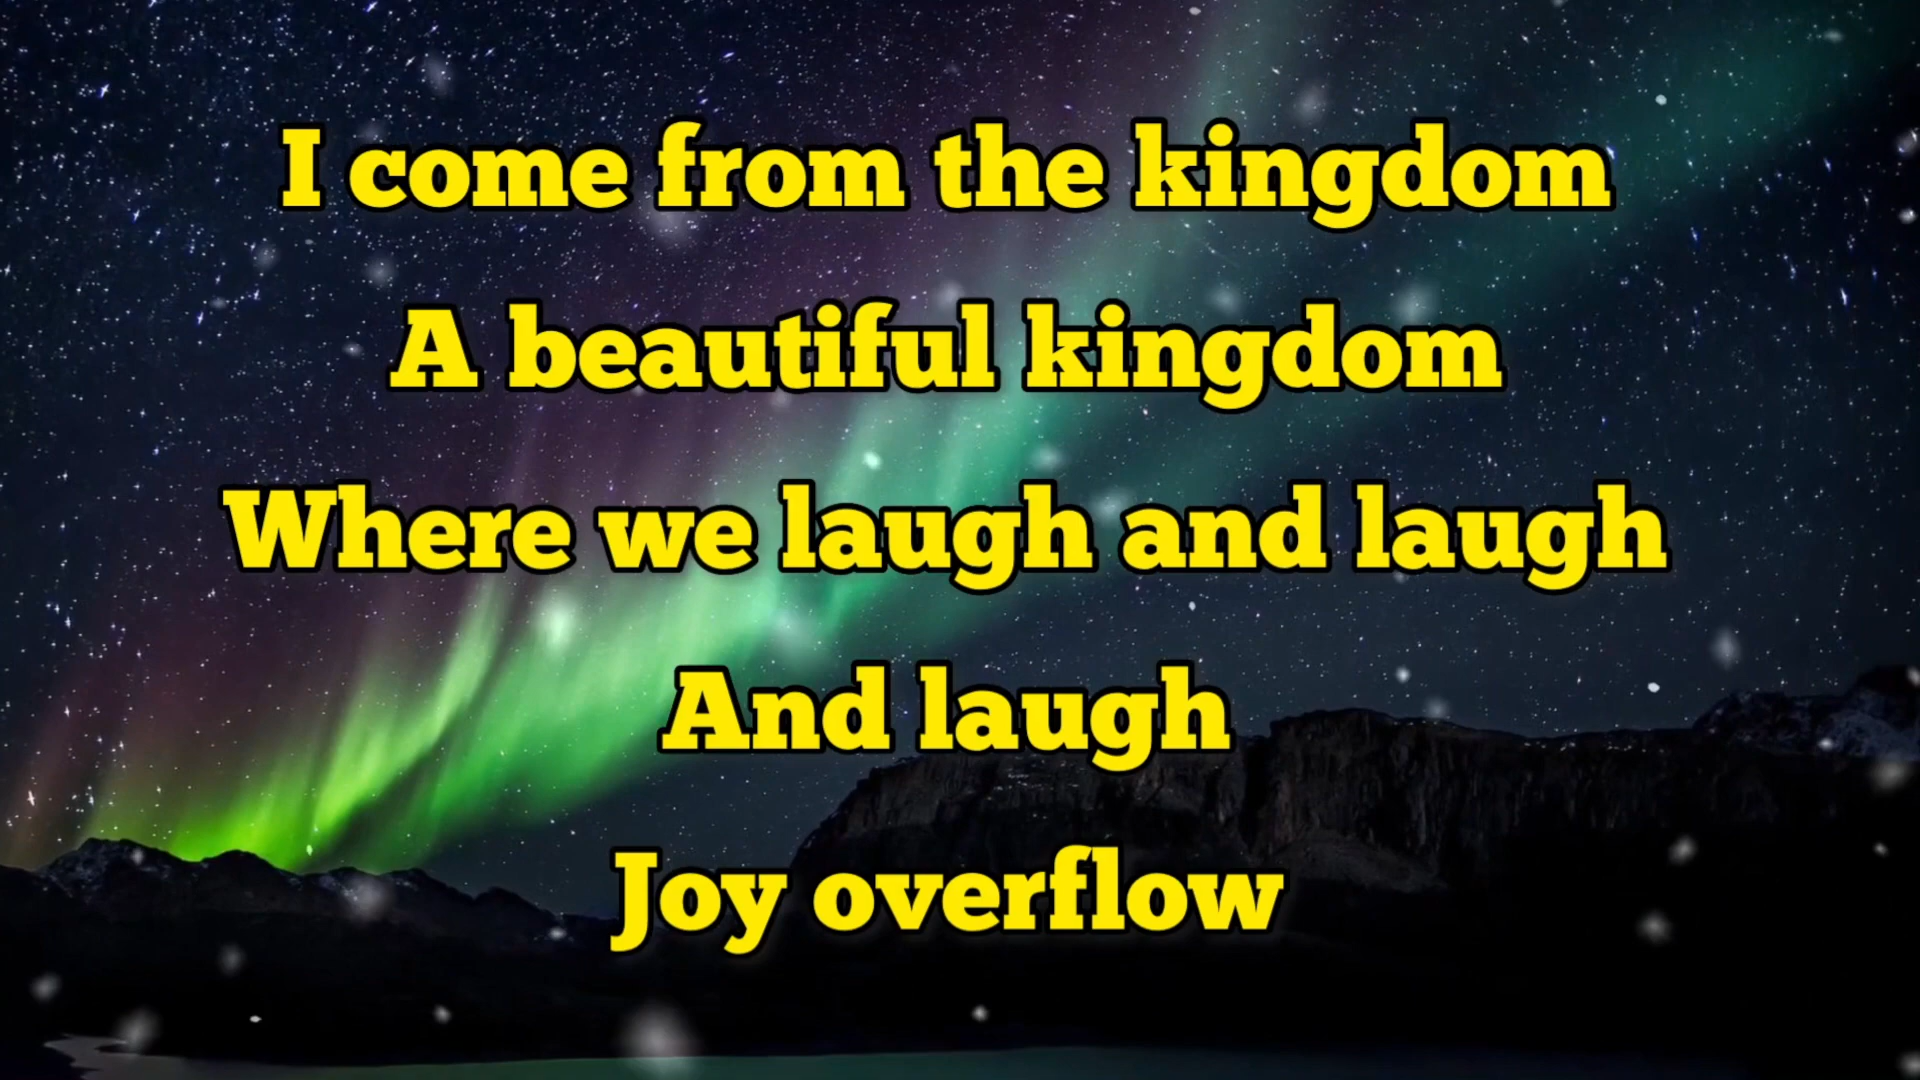 I come from the kingdom
A beautiful kingdom
Where we laugh and laugh
And laugh
Joy overflow